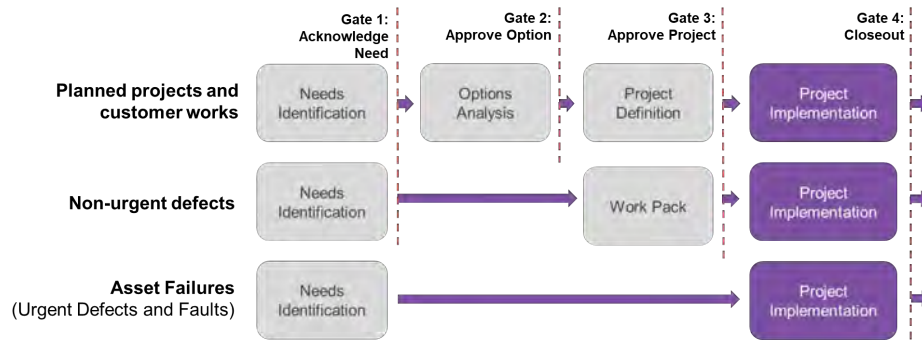 Gate 1:
Acknowledge
Need
Gate 2:
Approve Option
Gate 3:
Approve Project
Gate 4:
Closeout
Planned projects and
customer works
Needs
Identification
Options
Analysis
Project
Definition
Project
Implementation
Non-urgent defects
Needs
Identification
Work Pack
Project
Implementation
Asset Failures
(Urgent Defects and Faults)
Needs
Identification
Project
Implementation